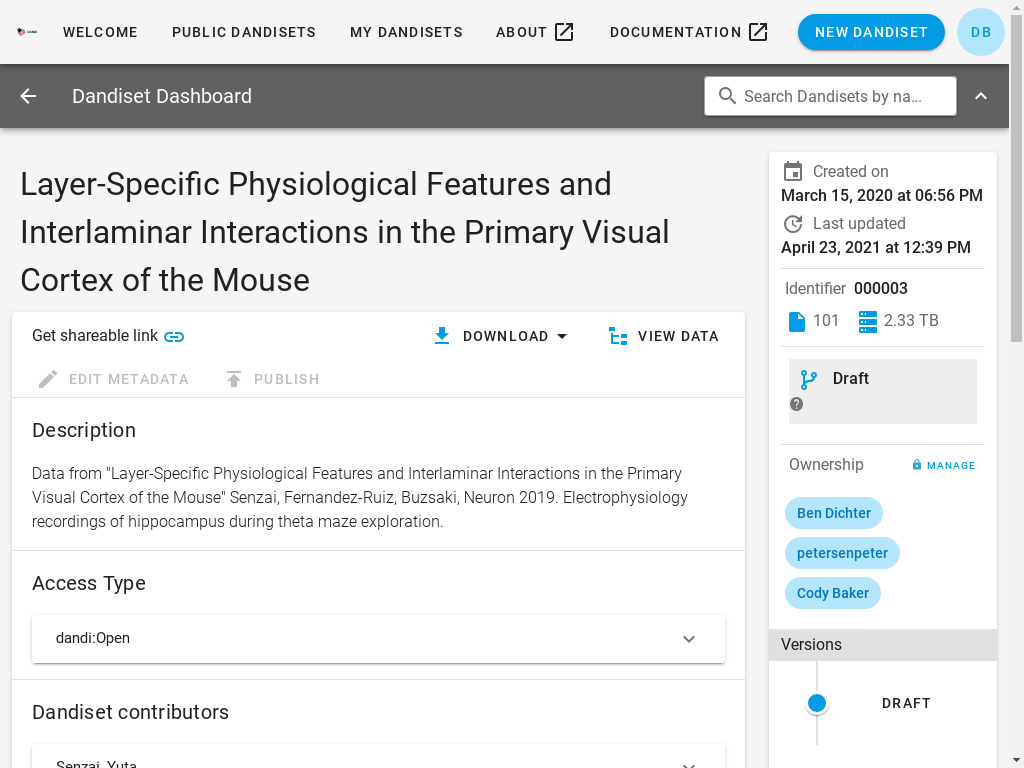 WELCOME PUBLIC DANDISETS MY DANDISETS ABOUT DOCUMENTATION NEW DANDISET DB
Dandiset Dashboard Search Dandisets by na...
Layer-Specific Physiological Features and
Interlaminar Interactions in the Primary Visual
Cortex of the Mouse
Get shareable link DOWNLOAD VIEW DATA
EDIT METADATA PUBLISH
Description
Data from "Layer-Specific Physiological Features and Interlaminar Interactions in the Primary
Visual Cortex of the Mouse" Senzai, Fernandez-Ruiz, Buzsaki, Neuron 2019. Electrophysiology
recordings of hippocampus during theta maze exploration.
Access Type
dandi:Open
Dandiset contributors
Senzai, Yuta
Created on
March 15, 2020 at 06:56 PM
Last updated
April 23, 2021 at 12:39 PM
Identifier 000003
101 2.33 TB
Draft
Ownership MANAGE
Ben Dichter
petersenpeter
Cody Baker
Versions
DRAFT